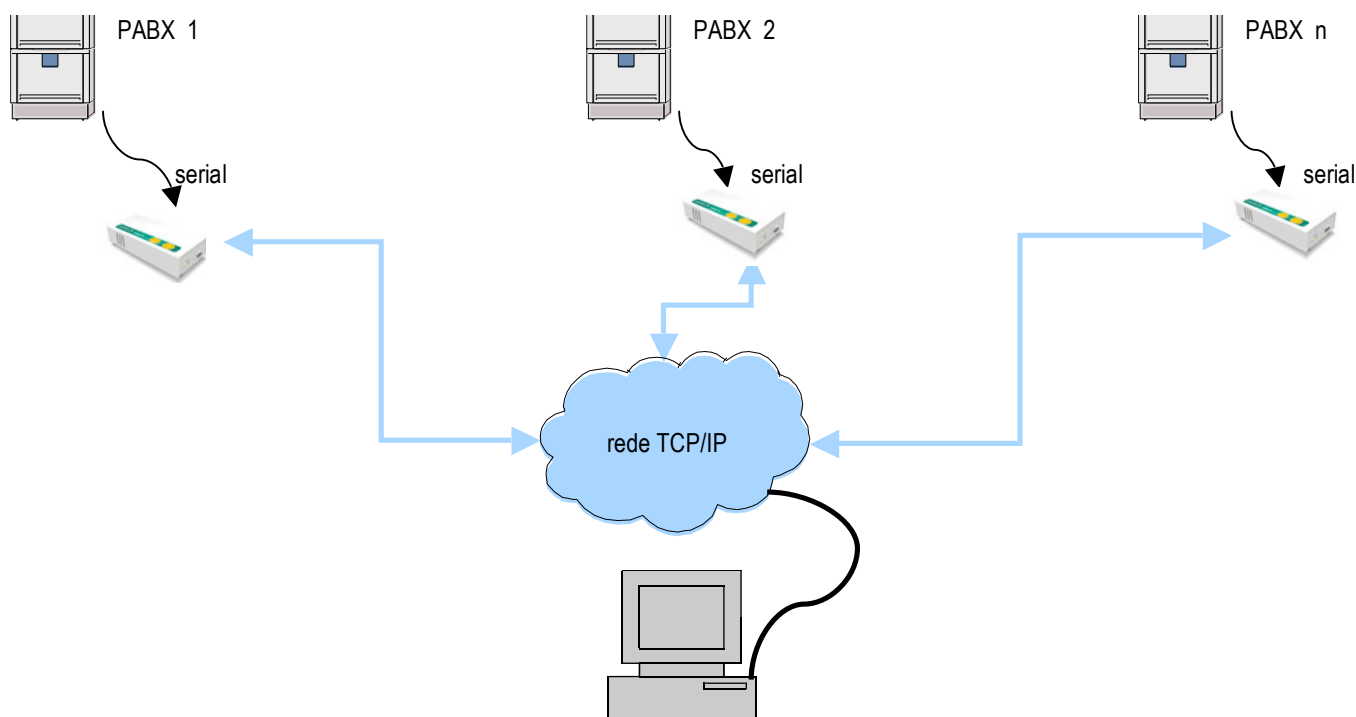 PABX 1
PABX 2
PABX n
serial
serial
serial
rede TCP/IP